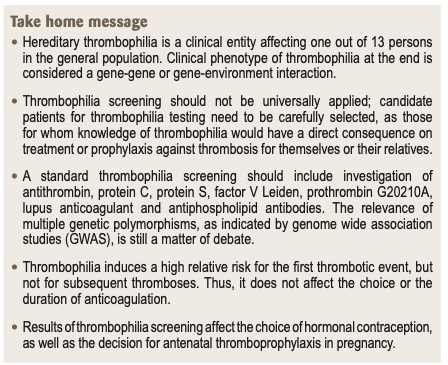 Take home message
• Hereditary thrombophilia is a clinical entity affecting one out of 13 persons
in the general population. Clinical phenotype of thrombophilia at the end is
considered a gene-gene or gene-environment interaction.
• Thrombophilia screening should not be universally applied; candidate
patients for thrombophilia testing need to be carefully selected, as those
for whom knowledge of thrombophilia would have a direct consequence on
treatment or prophylaxis against thrombosis for themselves or their relatives.
• A standard thrombophilia screening should include investigation of
antithrombin, protein C, protein S, factor V Leiden, prothrombin G20210A,
lupus anticoagulant and antiphospholipid antibodies. The relevance of
multiple genetic polymorphisms, as indicated by genome wide association
studies (GWAS), is still a matter of debate.
• Thrombophilia induces a high relative risk for the first thrombotic event, but
not for subsequent thromboses. Thus, it does not affect the choice or the
duration of anticoagulation.
• Results of thrombophilia screening affect the choice of hormonal contraception,
as well as the decision for antenatal thromboprophylaxis in pregnancy.